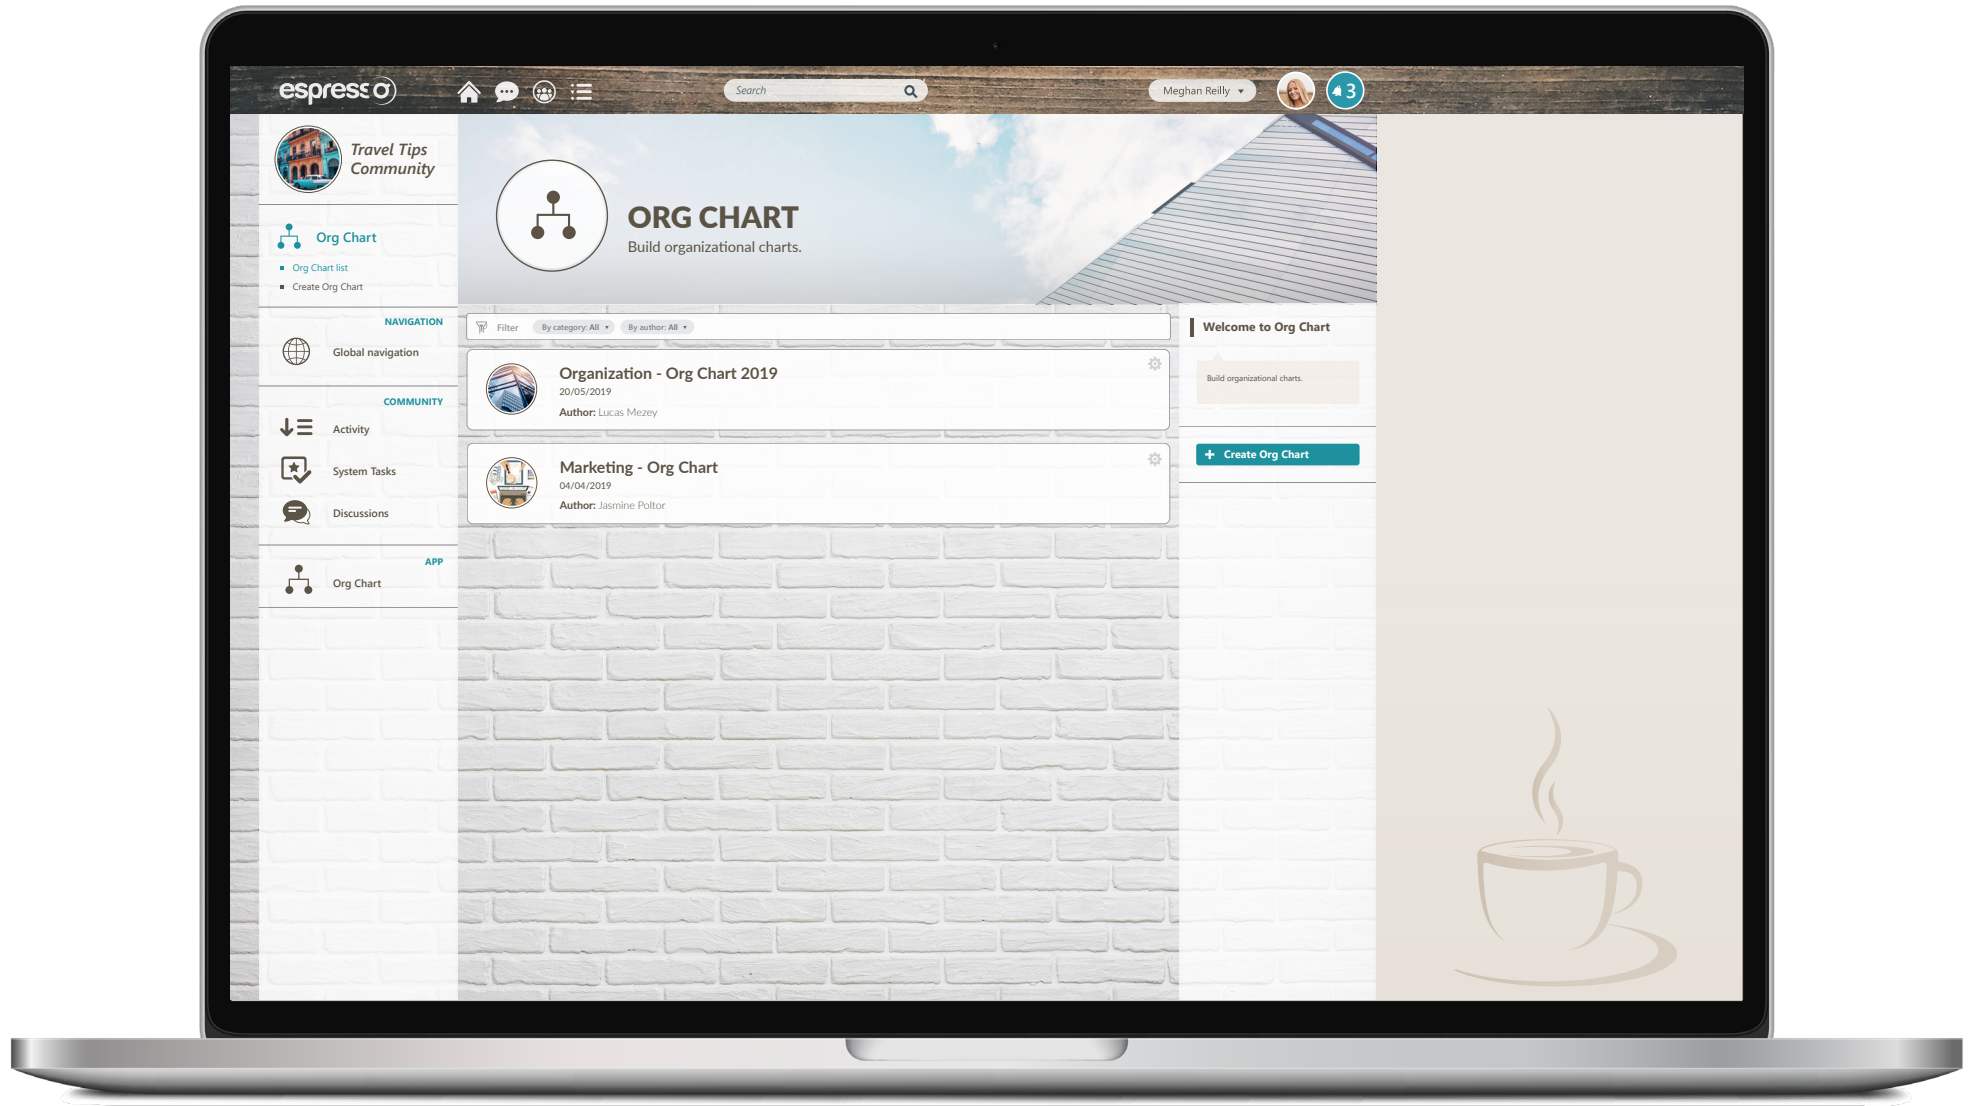 espresso
Search
Meghan Reilly
3
Travel Tips
Community
Org Chart
Org Chart list
Create Org Chart
NAVIGATION
Global navigation
COMMUNITY
Activity
System Tasks
Discussions
APP
Org Chart
ORG CHART
Build organizational charts.
Filter
By category: All
By author: All
Organization - Org Chart 2019
20/05/2019
Author: Lucas Mezey
Marketing - Org Chart
04/04/2019
Author: Jasmine Poltor
Welcome to Org Chart
Build organizational charts.
+ Create Org Chart